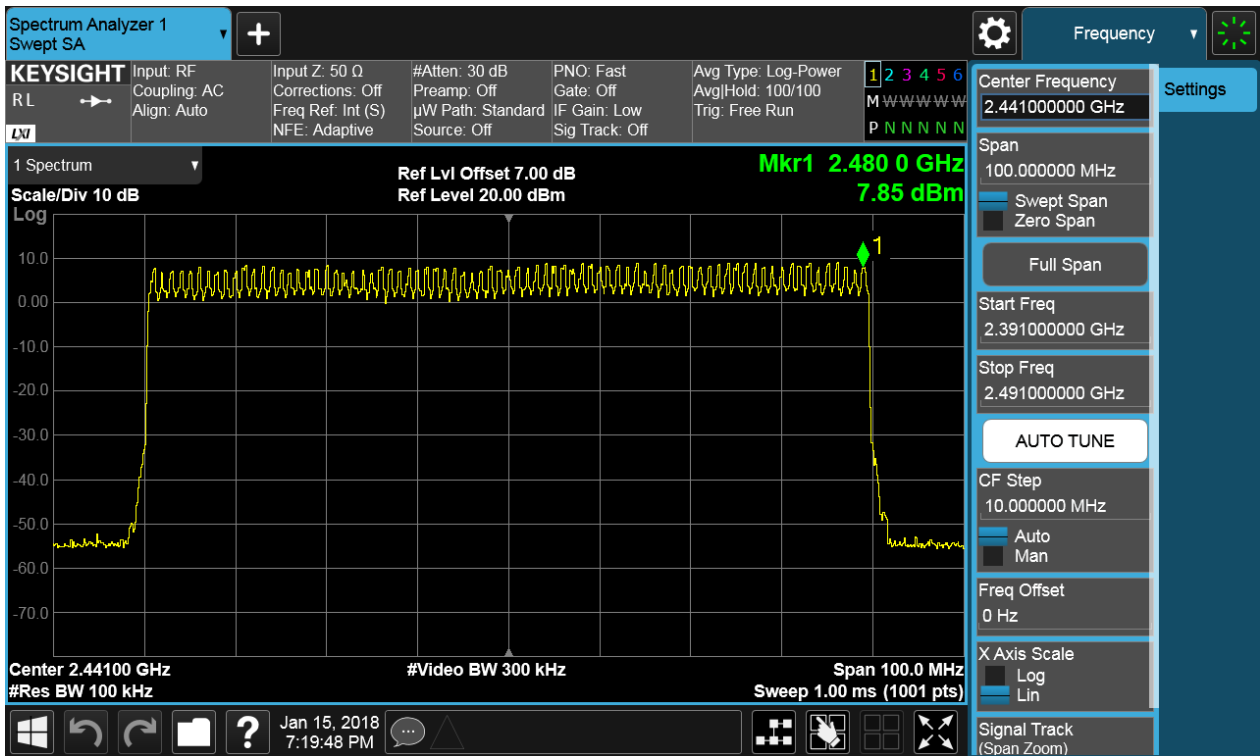 Spectrum Analyzer 1
Swept SA
+
Frequency
KEYSIGHT
R L
LXI
Input: RF
Coupling: AC
Align: Auto
Input Z: 50 Ω
Corrections: Off
Freq Ref: Int (S)
NFE: Adaptive
#Atten: 30 dB
Preamp: Off
µW Path: Standard
Source: Off
PNO: Fast
Gate: Off
IF Gain: Low
Sig Track: Off
Avg Type: Log-Power
Avg|Hold: 100/100
Trig: Free Run
1 2 3 4 5 6
M W W W W W
P N N N N N
1 Spectrum
Scale/Div 10 dB
Ref Lvl Offset 7.00 dB
Ref Level 20.00 dBm
Mkr1 2.480 0 GHz
7.85 dBm
Log
1
10.0
0.00
-10.0
-20.0
-30.0
-40.0
-50.0
-60.0
-70.0
Center 2.44100 GHz
#Video BW 300 kHz
Span 100.0 MHz
#Res BW 100 kHz
Sweep 1.00 ms (1001 pts)
Center Frequency
2.441000000 GHz
Settings
Span
100.000000 MHz
Swept Span
Zero Span
Full Span
Start Freq
2.391000000 GHz
Stop Freq
2.491000000 GHz
AUTO TUNE
CF Step
10.000000 MHz
Auto
Man
Freq Offset
0 Hz
X Axis Scale
Log
Lin
Signal Track
(Span Zoom)
?
Jan 15, 2018
7:19:48 PM